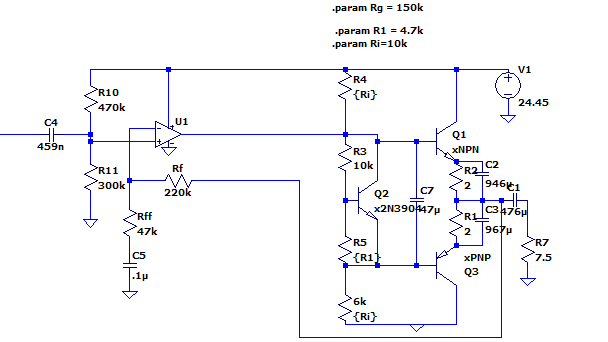 .param Rg = 150k
.param R1 = 4.7k
.param Ri=10k
V1
24.45
R10
470k
R4
{Ri}
C4
459n
U1
Q1
xNPN
R3
10k
R2
2
C2
946µ
R11
300k
Rf
220k
Q2
x2N3904
C7
47µ
C1
476µ
C3
967µ
R1
2
Rff
47k
R5
{R1}
xPNP
Q3
R7
7.5
C5
.1µ
6k
{Ri}